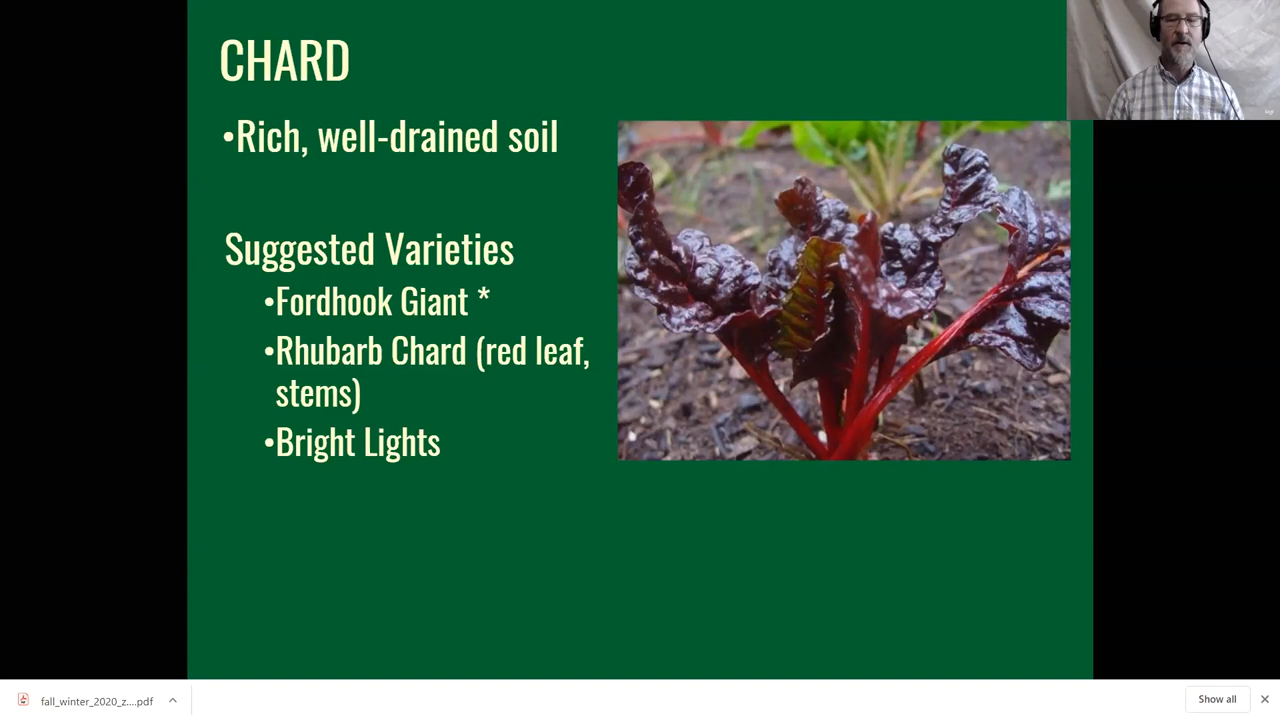 CHARD
•Rich, well-drained soil
Suggested Varieties
•Fordhook Giant *
•Rhubarb Chard (red leaf,
stems)
•Bright Lights
fall_winter_2020_z....pdf
Show all